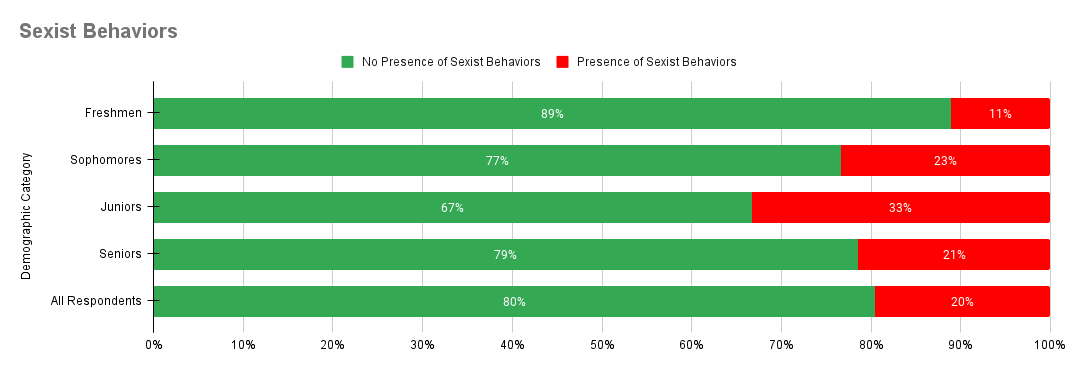 Sexist Behaviors
No Presence of Sexist Behaviors Presence of Sexist Behaviors
Demographic Category
Freshmen 89% 11%
Sophomores 77% 23%
Juniors 67% 33%
Seniors 79% 21%
All Respondents 80% 20%
0% 10% 20% 30% 40% 50% 60% 70% 80% 90% 100%